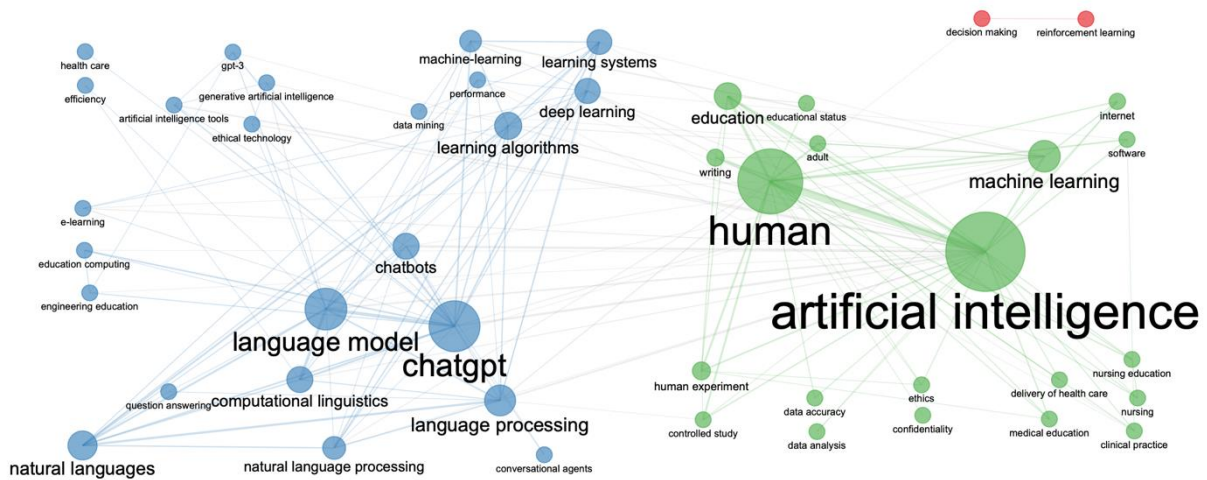 decision making
reinforcement learning
health care
gpt-3
machine-learning
learning systems
efficiency
generative artificial intelligence
performance
artificial intelligence tools
data mining
deep learning
ethical technology
learning algorithms
education
educational status
internet
adult
software
writing
machine learning
human
e-learning
education computing
chatbots
engineering education
artificial intelligence
language model
chatgpt
question answering
computational linguistics
language processing
natural languages
natural language processing
conversational agents
human experiment
nursing education
ethics
delivery of health care
data accuracy
nursing
controlled study
confidentiality
medical education
data analysis
clinical practice